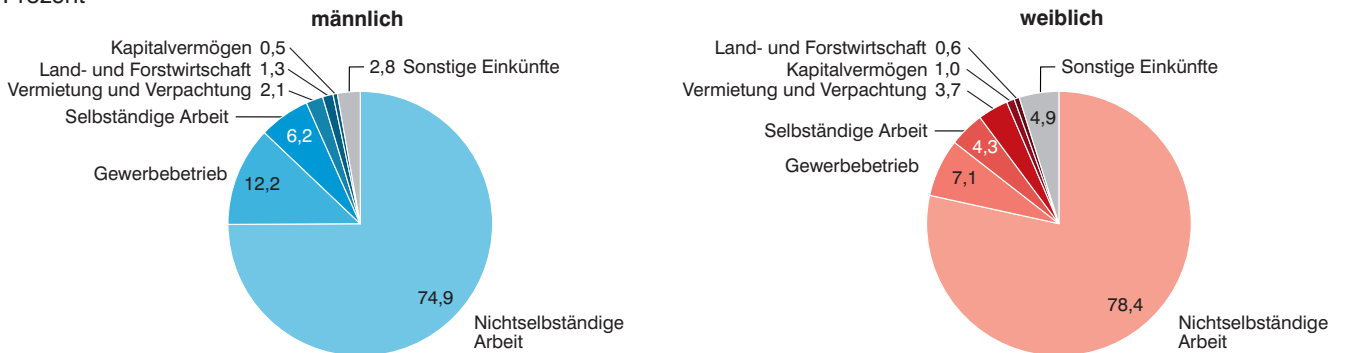 Prozent
männlich
Kapitalvermögen 0,5
Land- und Forstwirtschaft 1,3
Vermietung und Verpachtung 2,1
Selbständige Arbeit
Gewerbebetrieb
2,8 Sonstige Einkünfte
6,2
12,2
74,9
Nichtselbständige
Arbeit
weiblich
Land- und Forstwirtschaft 0,6
Kapitalvermögen 1,0
Vermietung und Verpachtung 3,7
Selbständige Arbeit
Gewerbebetrieb
Sonstige Einkünfte
4,9
4,3
7,1
78,4
Nichtselbständige
Arbeit